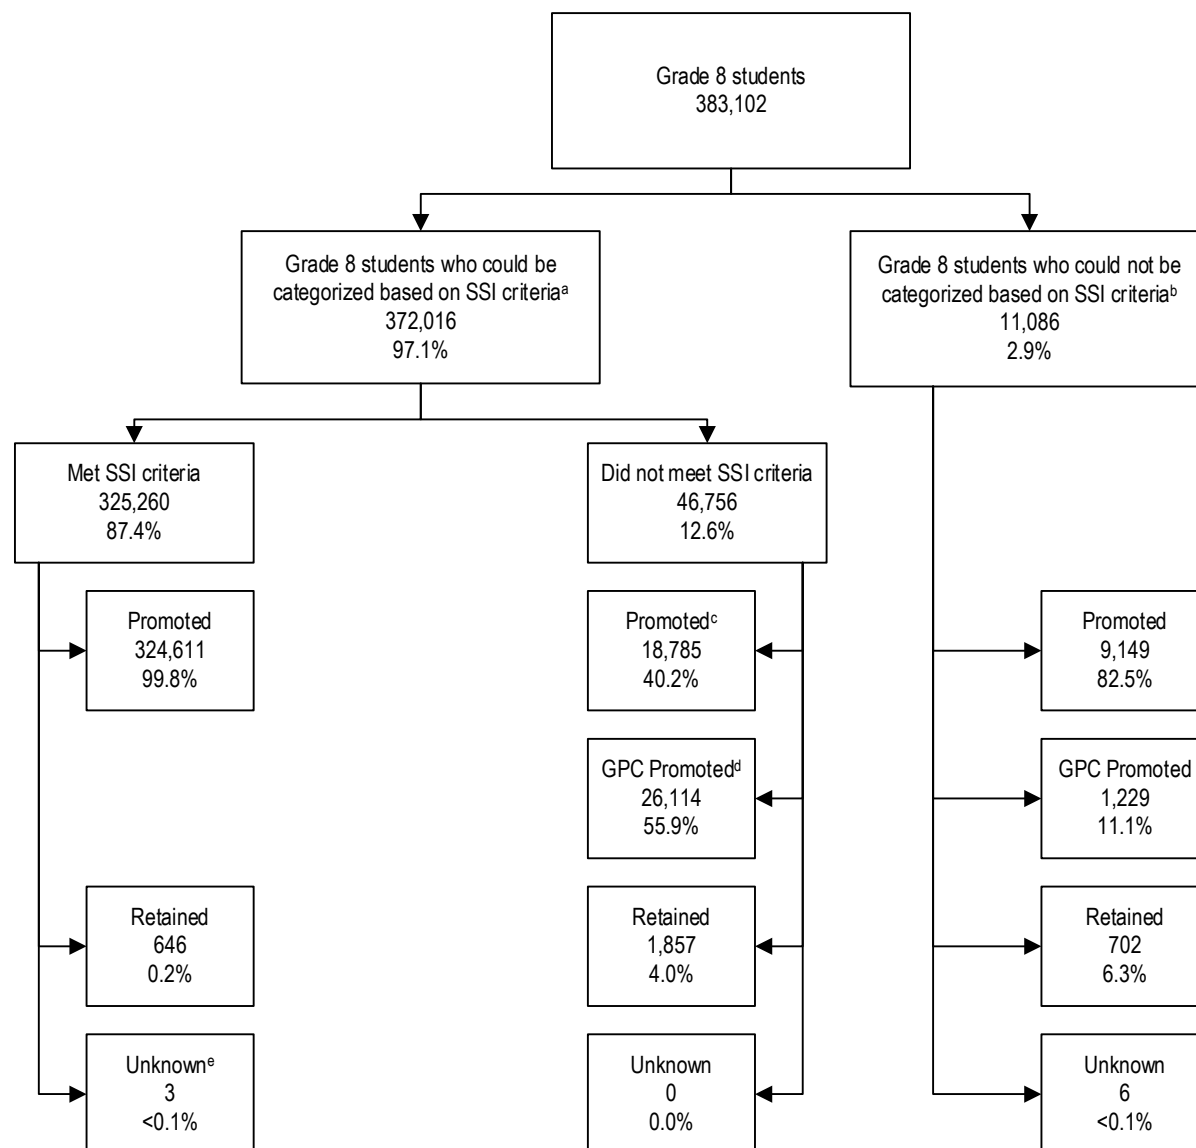 Grade 8 students
383,102
Grade 8 students who could be
categorized based on SSI criteriaᵃ
372,016
97.1%
Grade 8 students who could not be
categorized based on SSI criteriaᵇ
11,086
2.9%
Met SSI criteria
325,260
87.4%
Did not meet SSI criteria
46,756
12.6%
Promoted
324,611
99.8%
Promotedᶜ
18,785
40.2%
Promoted
9,149
82.5%
GPC Promotedᵈ
26,114
55.9%
GPC Promoted
1,229
11.1%
Retained
646
0.2%
Retained
1,857
4.0%
Retained
702
6.3%
Unknownᵉ
3
<0.1%
Unknown
0
0.0%
Unknown
6
<0.1%